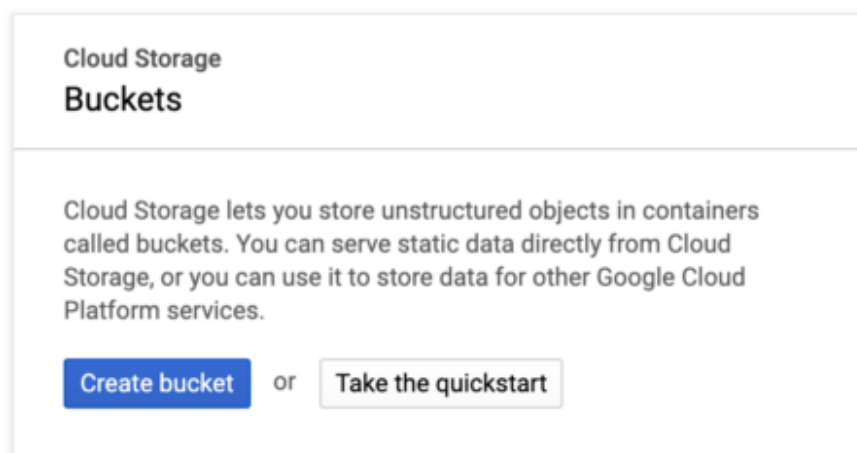 Cloud Storage
Buckets
Cloud Storage lets you store unstructured objects in containers
called buckets. You can serve static data directly from Cloud
Storage, or you can use it to store data for other Google Cloud
Platform services.
Create bucket or Take the quickstart